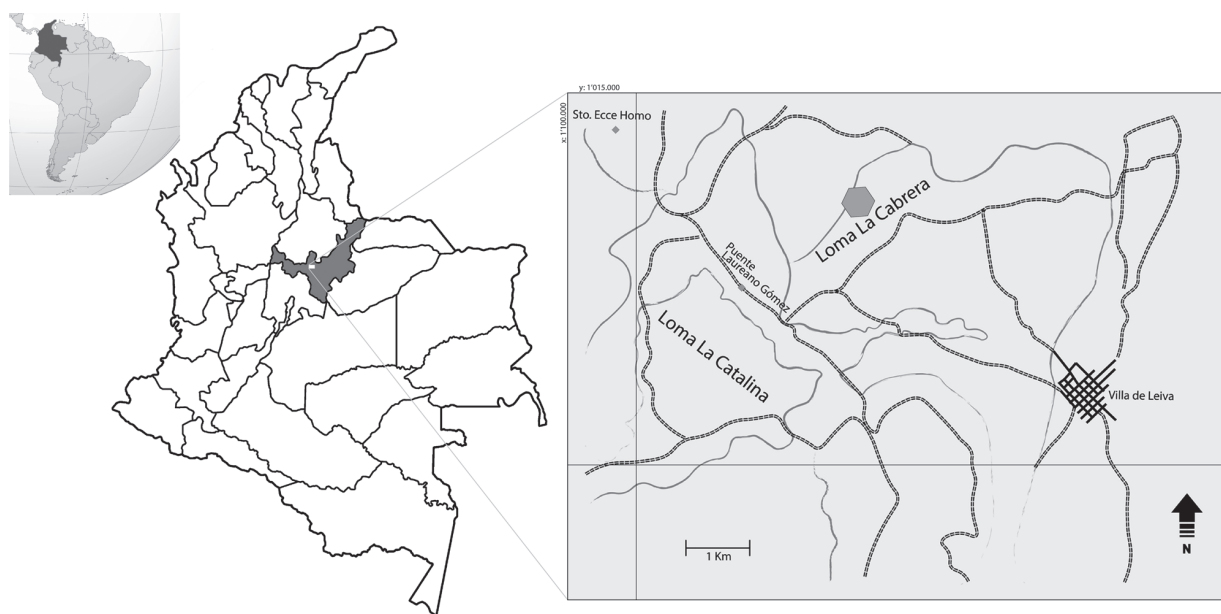 y: 1'015.000
x: 1'100.000
Sto. Ecce Homo
Loma La Cabrera
Puente
Laureano Gómez
Loma La Catalina
Villa de Leiva
1 Km
N